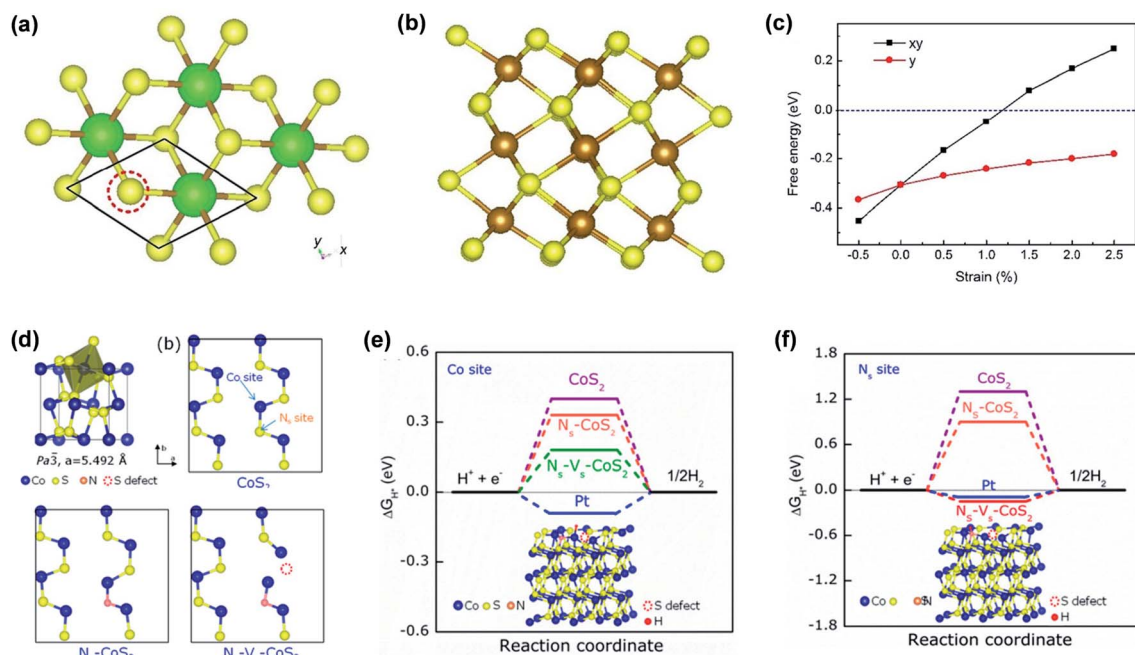 (a)
y x
(b)
(c)
xy
y
Free energy (eV)
0.2
0.0
-0.2
-0.4
-0.5 0.0 0.5 1.0 1.5 2.0 2.5
Strain (%)
(d)
(b)
Co site
Nₛ site
Pa3̄, a=5.492 Å
b
a
Co S N S defect
CoS₂
Nₛ-CoS₂
Nₛ-Vₛ-CoS₂
(e)
0.6
0.3
0.0
-0.3
-0.6
ΔG_H* (eV)
Co site
CoS₂
Nₛ-CoS₂
Nₛ-Vₛ-CoS₂
H⁺ + e⁻
1/2H₂
Pt
Co S N S defect
H
Reaction coordinate
(f)
1.8
1.2
0.6
0.0
-0.6
-1.2
-1.8
ΔG_H* (eV)
Nₛ site
CoS₂
Nₛ-CoS₂
H⁺ + e⁻
1/2H₂
Pt
Nₛ-Vₛ-CoS₂
Co S N S defect
H
Reaction coordinate